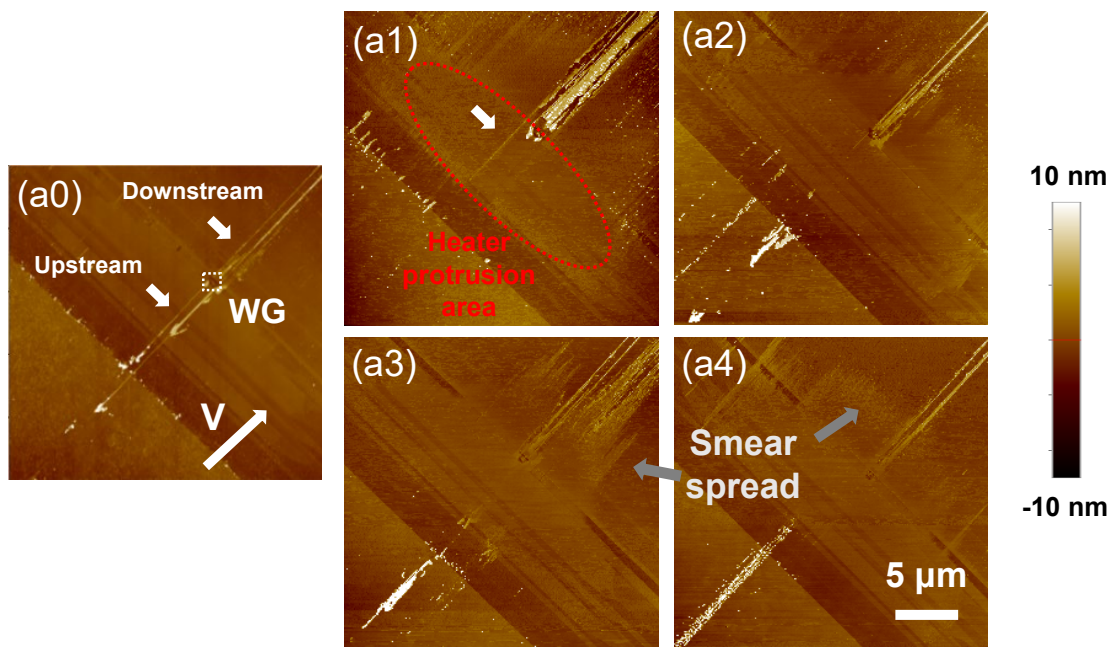 (a0)
Downstream
Upstream
WG
V
(a1)
Heater
protrusion
area
(a2)
(a3)
(a4)
Smear
spread
5 µm
10 nm
-10 nm